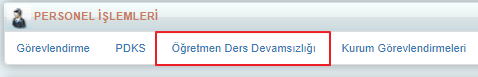 PERSONEL İŞLEMLERİ
Görevlendirme PDKS Öğretmen Ders Devamsızlığı Kurum Görevlendirmeleri